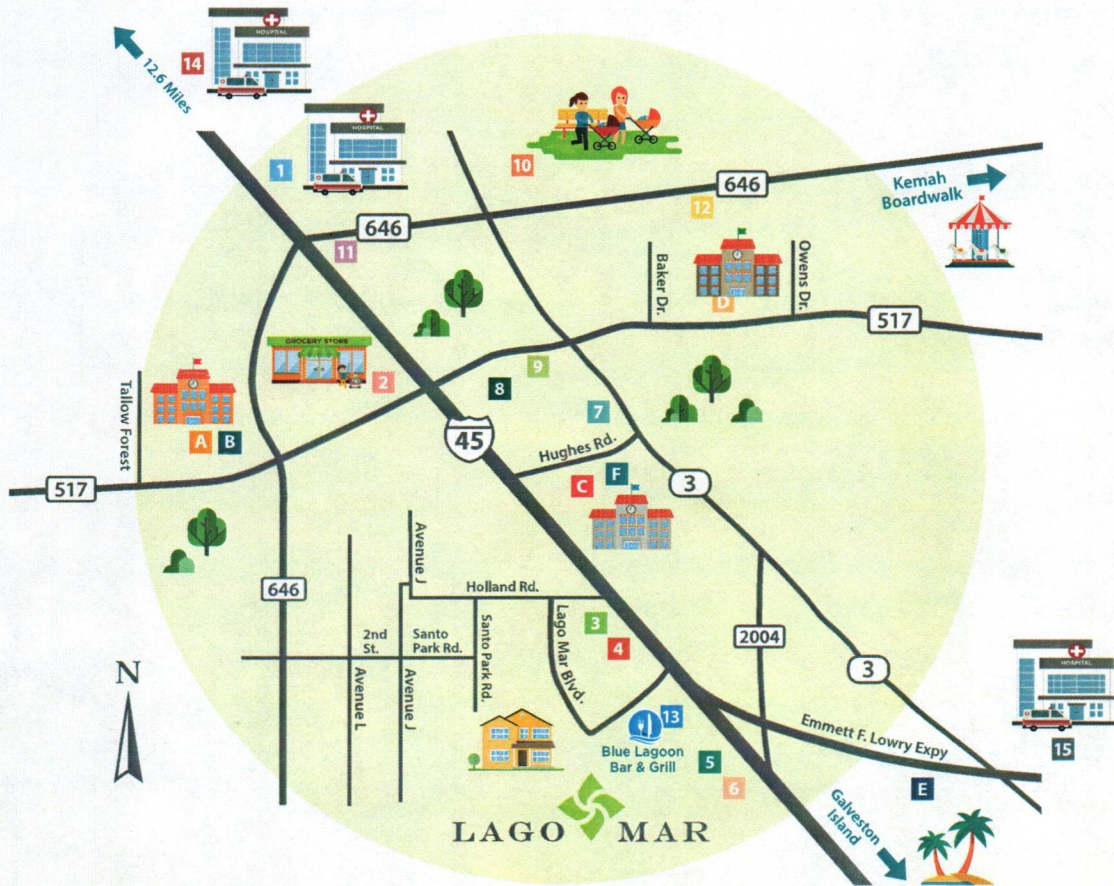 14
HOSPITAL
12.6 Miles
1
HOSPITAL
10
646
Kemah
Boardwalk
12
646
11
Baker Dr.
Owens Dr.
D
517
GROCERY STORE
2
9
8
Tallow Forest
A
B
7
45
Hughes Rd.
F
C
3
517
Avenue J
Holland Rd.
646
Lago Mar Blvd.
3
4
2004
2nd
St.
Santo
Park Rd.
Santo Park Rd.
HOSPITAL
3
N
Avenue L
Avenue J
13
Blue Lagoon
Bar & Grill
Emmett F. Lowry Expy
15
5
6
E
Galveston
Island
LAGO MAR